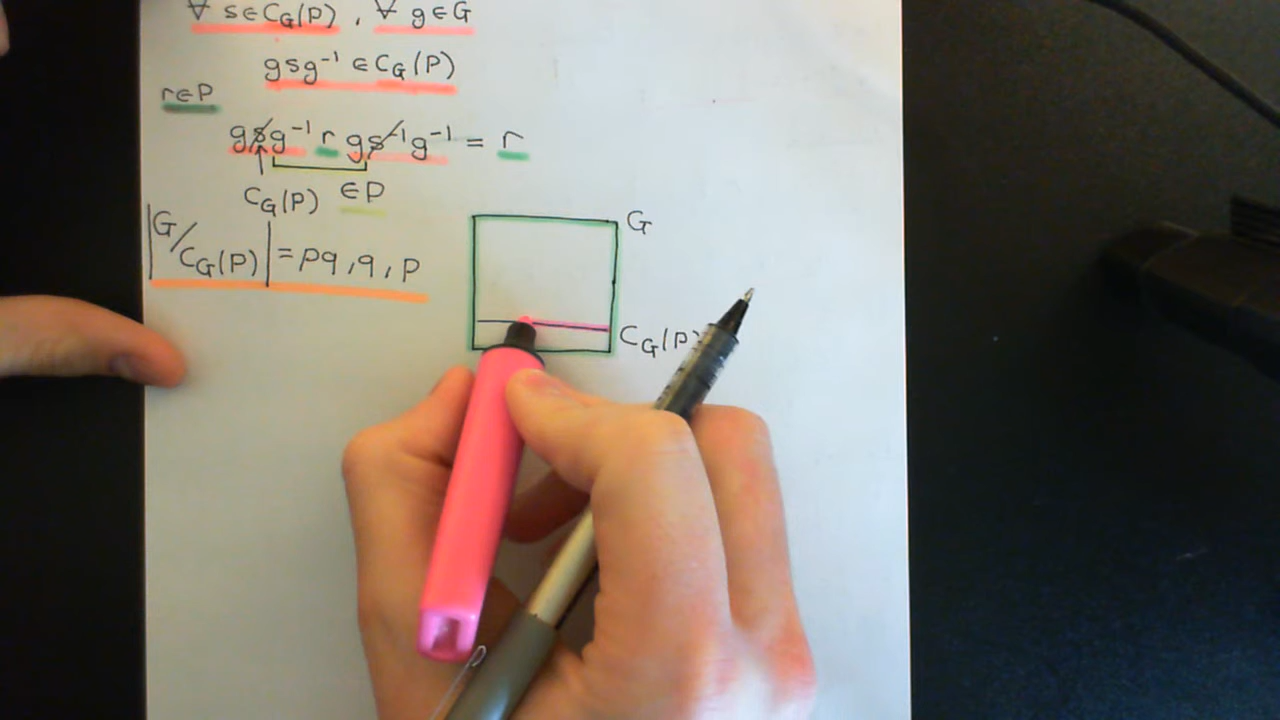 ∀ s∈C_G(P), ∀ g∈G
gsg⁻¹ ∈ C_G(P)
r∈P
gsg⁻¹ r gs⁻¹g⁻¹ = r
C_G(P) ∈P
|G/C_G(P)| = pq, q, p
G
C_G(P)